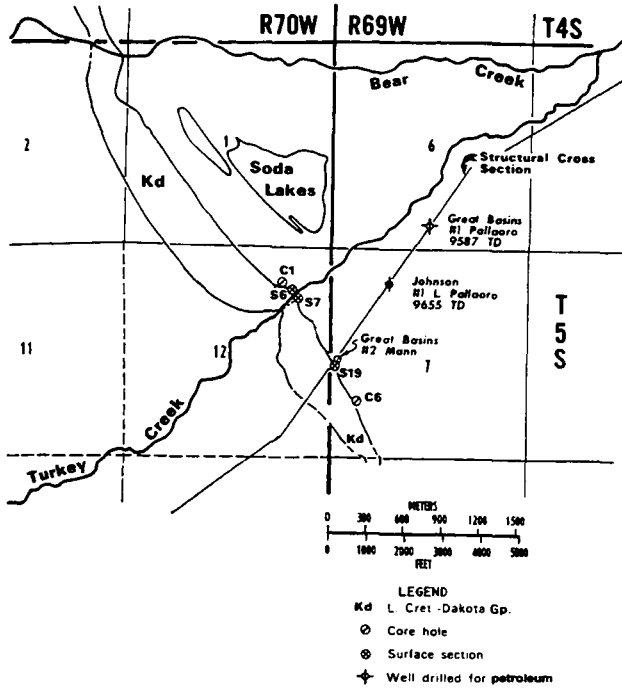 R70W R69W T4S
Bear Creek
2
1
6
Kd
Soda
Lakes
Structural Cross
Section
Great Basins
#1 Pallaoro
9587 TD
C1
S6
S7
Johnson
#1 L Pallaoro
9655 TD
T
5
S
11
12
Great Basins
#2 Mann
7
S19
C6
Kd
Turkey Creek
METERS
0 300 600 900 1200 1500
0 1000 2000 3000 4000 5000
FEET
LEGEND
Kd L. Cret -Dakota Gp.
Core hole
Surface section
Well drilled for petroleum